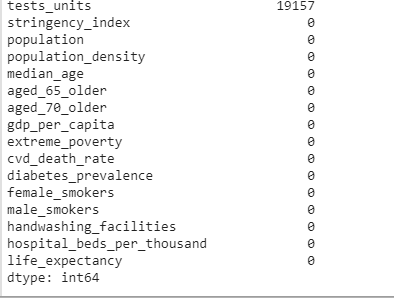 tests_units 19157
stringency_index 0
population 0
population_density 0
median_age 0
aged_65_older 0
aged_70_older 0
gdp_per_capita 0
extreme_poverty 0
cvd_death_rate 0
diabetes_prevalence 0
female_smokers 0
male_smokers 0
handwashing_facilities 0
hospital_beds_per_thousand 0
life_expectancy 0
dtype: int64